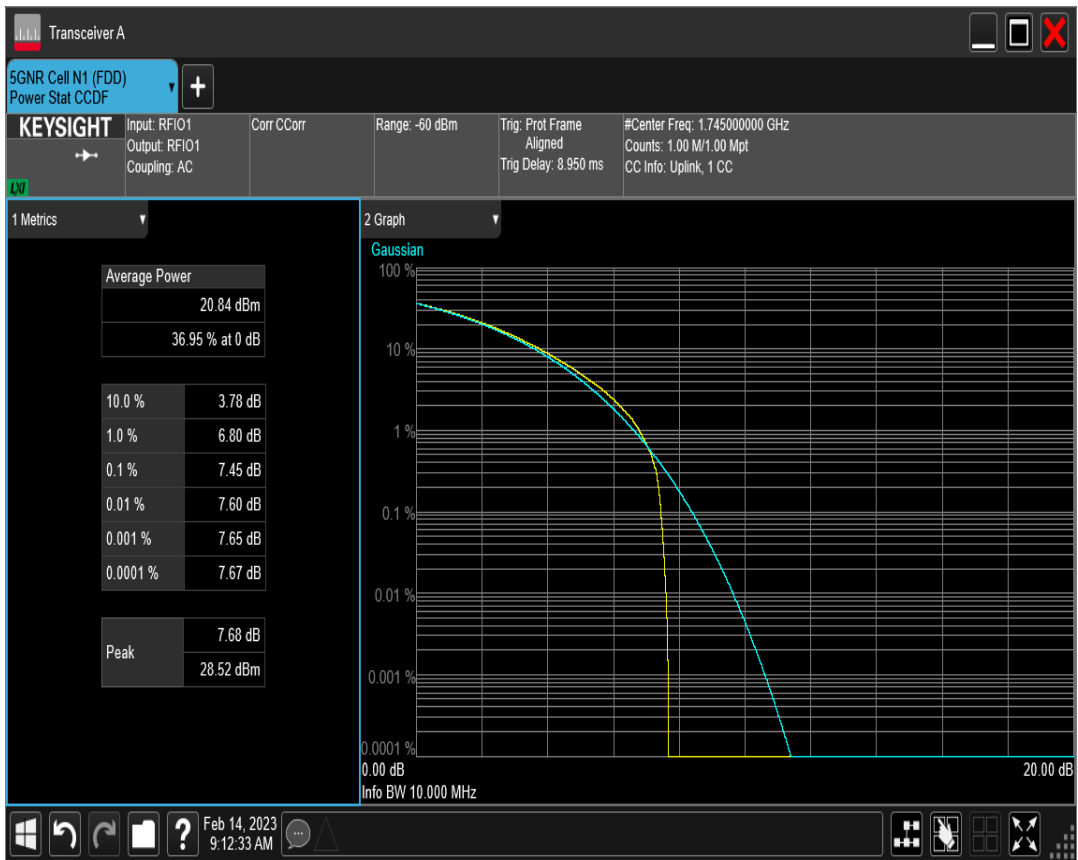 Transceiver A
5GNR Cell N1 (FDD)
Power Stat CCDF
+
KEYSIGHT
LXI
Input: RFIO1
Output: RFIO1
Coupling: AC
Corr CCorr
Range: -60 dBm
Trig: Prot Frame
Aligned
Trig Delay: 8.950 ms
#Center Freq: 1.745000000 GHz
Counts: 1.00 M/1.00 Mpt
CC Info: Uplink, 1 CC
1 Metrics
Average Power
20.84 dBm
36.95 % at 0 dB
10.0 % 3.78 dB
1.0 % 6.80 dB
0.1 % 7.45 dB
0.01 % 7.60 dB
0.001 % 7.65 dB
0.0001 % 7.67 dB
Peak 7.68 dB
28.52 dBm
2 Graph
Gaussian
100 %
10 %
1 %
0.1 %
0.01 %
0.001 %
0.0001 %
0.00 dB 20.00 dB
Info BW 10.000 MHz
?
Feb 14, 2023
9:12:33 AM